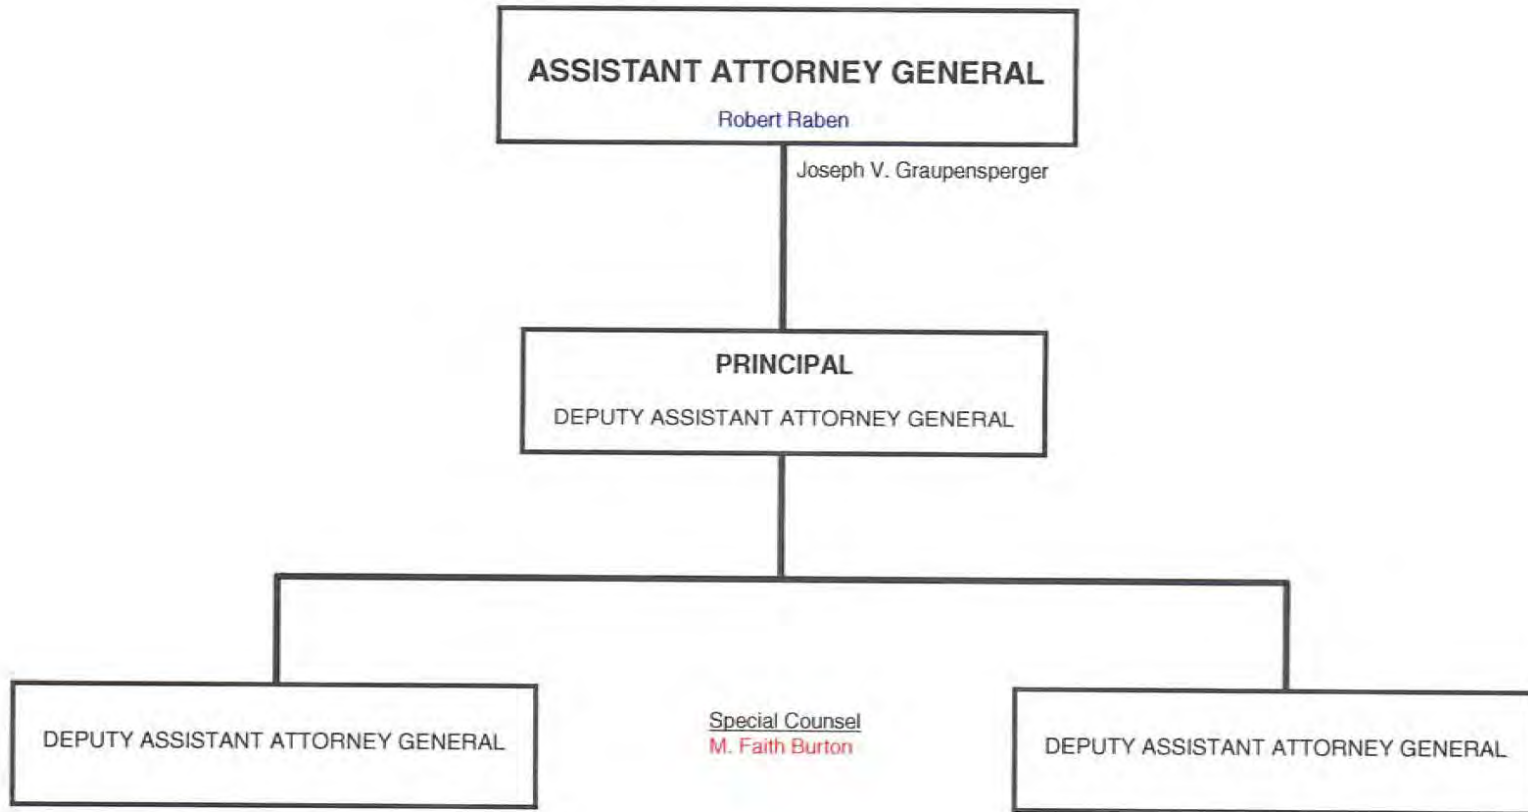 ASSISTANT ATTORNEY GENERAL
Robert Raben
Joseph V. Graupensperger
PRINCIPAL
DEPUTY ASSISTANT ATTORNEY GENERAL
DEPUTY ASSISTANT ATTORNEY GENERAL
Special Counsel
M. Faith Burton
DEPUTY ASSISTANT ATTORNEY GENERAL